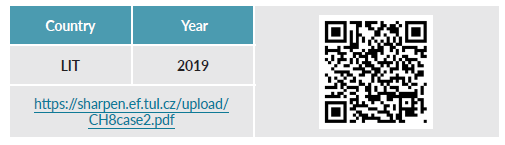 Country Year
LIT 2019
https://sharpen.ef.tul.cz/upload/
CH8case2.pdf